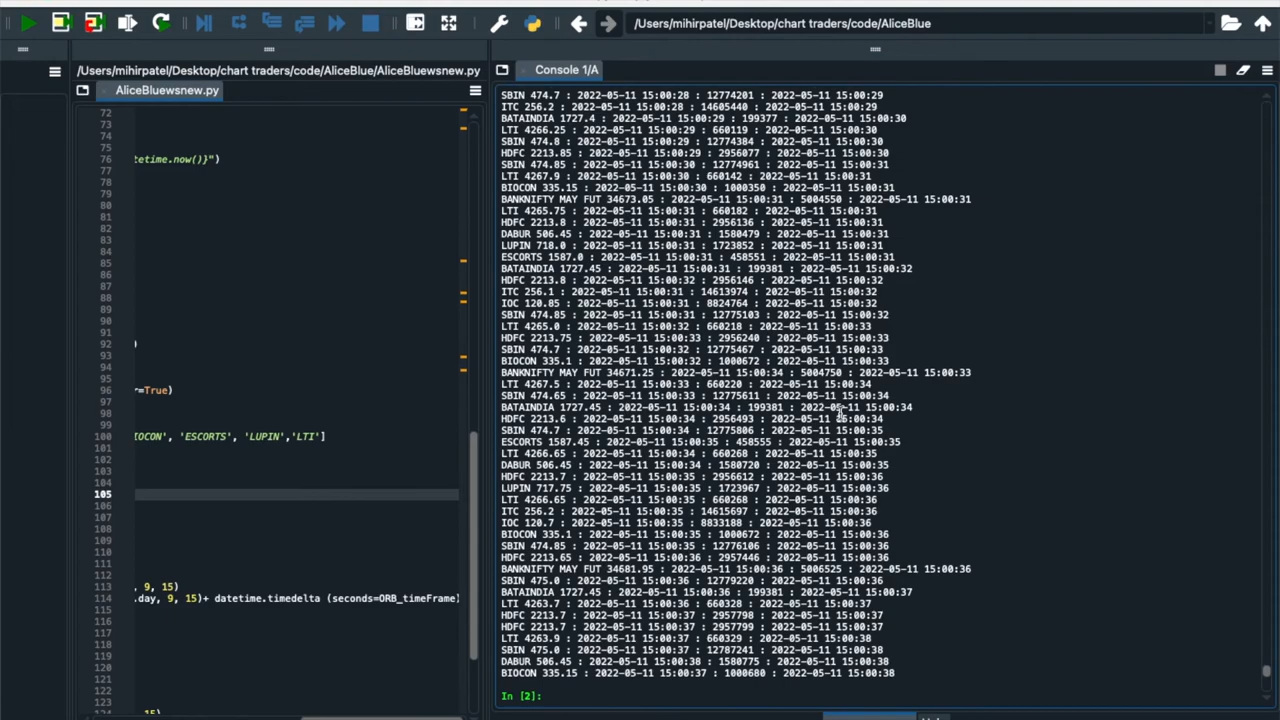 /Users/mihirpatel/Desktop/chart traders/code/AliceBlue
/Users/mihirpatel/Desktop/chart traders/code/AliceBlue/AliceBluewsnew.py
AliceBluewsnew.py
72
73
74
75
76 tetime.now()}")
77
78
79
80
81
82
83
84
85
86
87
88
89
90
91
92 )
93
94
95
96 r=True)
97
98
99
100 IOCON', 'ESCORTS', 'LUPIN','LTI']
101
102
103
104
105
106
107
108
109
110
111
112
113 , 9, 15)
114 .day, 9, 15)+ datetime.timedelta (seconds=ORB_timeFrame)
115
116
117
118
119
120
121
122
123
124 15)
Console 1/A
SBIN 474.7 : 2022-05-11 15:00:28 : 12774201 : 2022-05-11 15:00:29
ITC 256.2 : 2022-05-11 15:00:28 : 14605440 : 2022-05-11 15:00:29
BATAINDIA 1727.4 : 2022-05-11 15:00:29 : 199377 : 2022-05-11 15:00:30
LTI 4266.25 : 2022-05-11 15:00:29 : 660119 : 2022-05-11 15:00:30
SBIN 474.8 : 2022-05-11 15:00:29 : 12774384 : 2022-05-11 15:00:30
HDFC 2213.85 : 2022-05-11 15:00:29 : 2956077 : 2022-05-11 15:00:30
SBIN 474.85 : 2022-05-11 15:00:30 : 12774961 : 2022-05-11 15:00:31
LTI 4267.9 : 2022-05-11 15:00:30 : 660142 : 2022-05-11 15:00:31
BIOCON 335.15 : 2022-05-11 15:00:30 : 1000350 : 2022-05-11 15:00:31
BANKNIFTY MAY FUT 34673.05 : 2022-05-11 15:00:31 : 5004550 : 2022-05-11 15:00:31
LTI 4265.75 : 2022-05-11 15:00:31 : 660182 : 2022-05-11 15:00:31
HDFC 2213.8 : 2022-05-11 15:00:31 : 2956136 : 2022-05-11 15:00:31
DABUR 506.45 : 2022-05-11 15:00:31 : 1580479 : 2022-05-11 15:00:31
LUPIN 718.0 : 2022-05-11 15:00:31 : 1723852 : 2022-05-11 15:00:31
ESCORTS 1587.0 : 2022-05-11 15:00:31 : 458551 : 2022-05-11 15:00:31
BATAINDIA 1727.45 : 2022-05-11 15:00:31 : 199381 : 2022-05-11 15:00:32
HDFC 2213.8 : 2022-05-11 15:00:32 : 2956146 : 2022-05-11 15:00:32
ITC 256.1 : 2022-05-11 15:00:31 : 14613974 : 2022-05-11 15:00:32
IOC 120.85 : 2022-05-11 15:00:31 : 8824764 : 2022-05-11 15:00:32
SBIN 474.85 : 2022-05-11 15:00:31 : 12775103 : 2022-05-11 15:00:32
LTI 4265.0 : 2022-05-11 15:00:32 : 660218 : 2022-05-11 15:00:33
HDFC 2213.75 : 2022-05-11 15:00:33 : 2956240 : 2022-05-11 15:00:33
SBIN 474.7 : 2022-05-11 15:00:32 : 12775467 : 2022-05-11 15:00:33
BIOCON 335.1 : 2022-05-11 15:00:32 : 1000672 : 2022-05-11 15:00:33
BANKNIFTY MAY FUT 34671.25 : 2022-05-11 15:00:34 : 5004750 : 2022-05-11 15:00:33
LTI 4267.5 : 2022-05-11 15:00:33 : 660220 : 2022-05-11 15:00:34
SBIN 474.65 : 2022-05-11 15:00:33 : 12775611 : 2022-05-11 15:00:34
BATAINDIA 1727.45 : 2022-05-11 15:00:34 : 199381 : 2022-05-11 15:00:34
HDFC 2213.6 : 2022-05-11 15:00:34 : 2956493 : 2022-05-11 15:00:34
SBIN 474.7 : 2022-05-11 15:00:34 : 12775806 : 2022-05-11 15:00:35
ESCORTS 1587.45 : 2022-05-11 15:00:35 : 458555 : 2022-05-11 15:00:35
LTI 4266.65 : 2022-05-11 15:00:34 : 660268 : 2022-05-11 15:00:35
DABUR 506.45 : 2022-05-11 15:00:34 : 1580720 : 2022-05-11 15:00:35
HDFC 2213.7 : 2022-05-11 15:00:35 : 2956612 : 2022-05-11 15:00:36
LUPIN 717.75 : 2022-05-11 15:00:35 : 1723967 : 2022-05-11 15:00:36
LTI 4266.65 : 2022-05-11 15:00:35 : 660268 : 2022-05-11 15:00:36
ITC 256.2 : 2022-05-11 15:00:35 : 14615697 : 2022-05-11 15:00:36
IOC 120.7 : 2022-05-11 15:00:35 : 8833188 : 2022-05-11 15:00:36
BIOCON 335.1 : 2022-05-11 15:00:35 : 1000672 : 2022-05-11 15:00:36
SBIN 474.85 : 2022-05-11 15:00:35 : 12776106 : 2022-05-11 15:00:36
HDFC 2213.65 : 2022-05-11 15:00:36 : 2957446 : 2022-05-11 15:00:36
BANKNIFTY MAY FUT 34681.95 : 2022-05-11 15:00:36 : 5006525 : 2022-05-11 15:00:36
SBIN 475.0 : 2022-05-11 15:00:36 : 12779220 : 2022-05-11 15:00:36
BATAINDIA 1727.45 : 2022-05-11 15:00:36 : 199381 : 2022-05-11 15:00:37
LTI 4263.7 : 2022-05-11 15:00:36 : 660328 : 2022-05-11 15:00:37
HDFC 2213.7 : 2022-05-11 15:00:37 : 2957798 : 2022-05-11 15:00:37
HDFC 2213.7 : 2022-05-11 15:00:37 : 2957799 : 2022-05-11 15:00:37
LTI 4263.9 : 2022-05-11 15:00:37 : 660329 : 2022-05-11 15:00:38
SBIN 475.0 : 2022-05-11 15:00:37 : 12787241 : 2022-05-11 15:00:38
DABUR 506.45 : 2022-05-11 15:00:38 : 1580775 : 2022-05-11 15:00:38
BIOCON 335.15 : 2022-05-11 15:00:37 : 1000680 : 2022-05-11 15:00:38
In [2]: